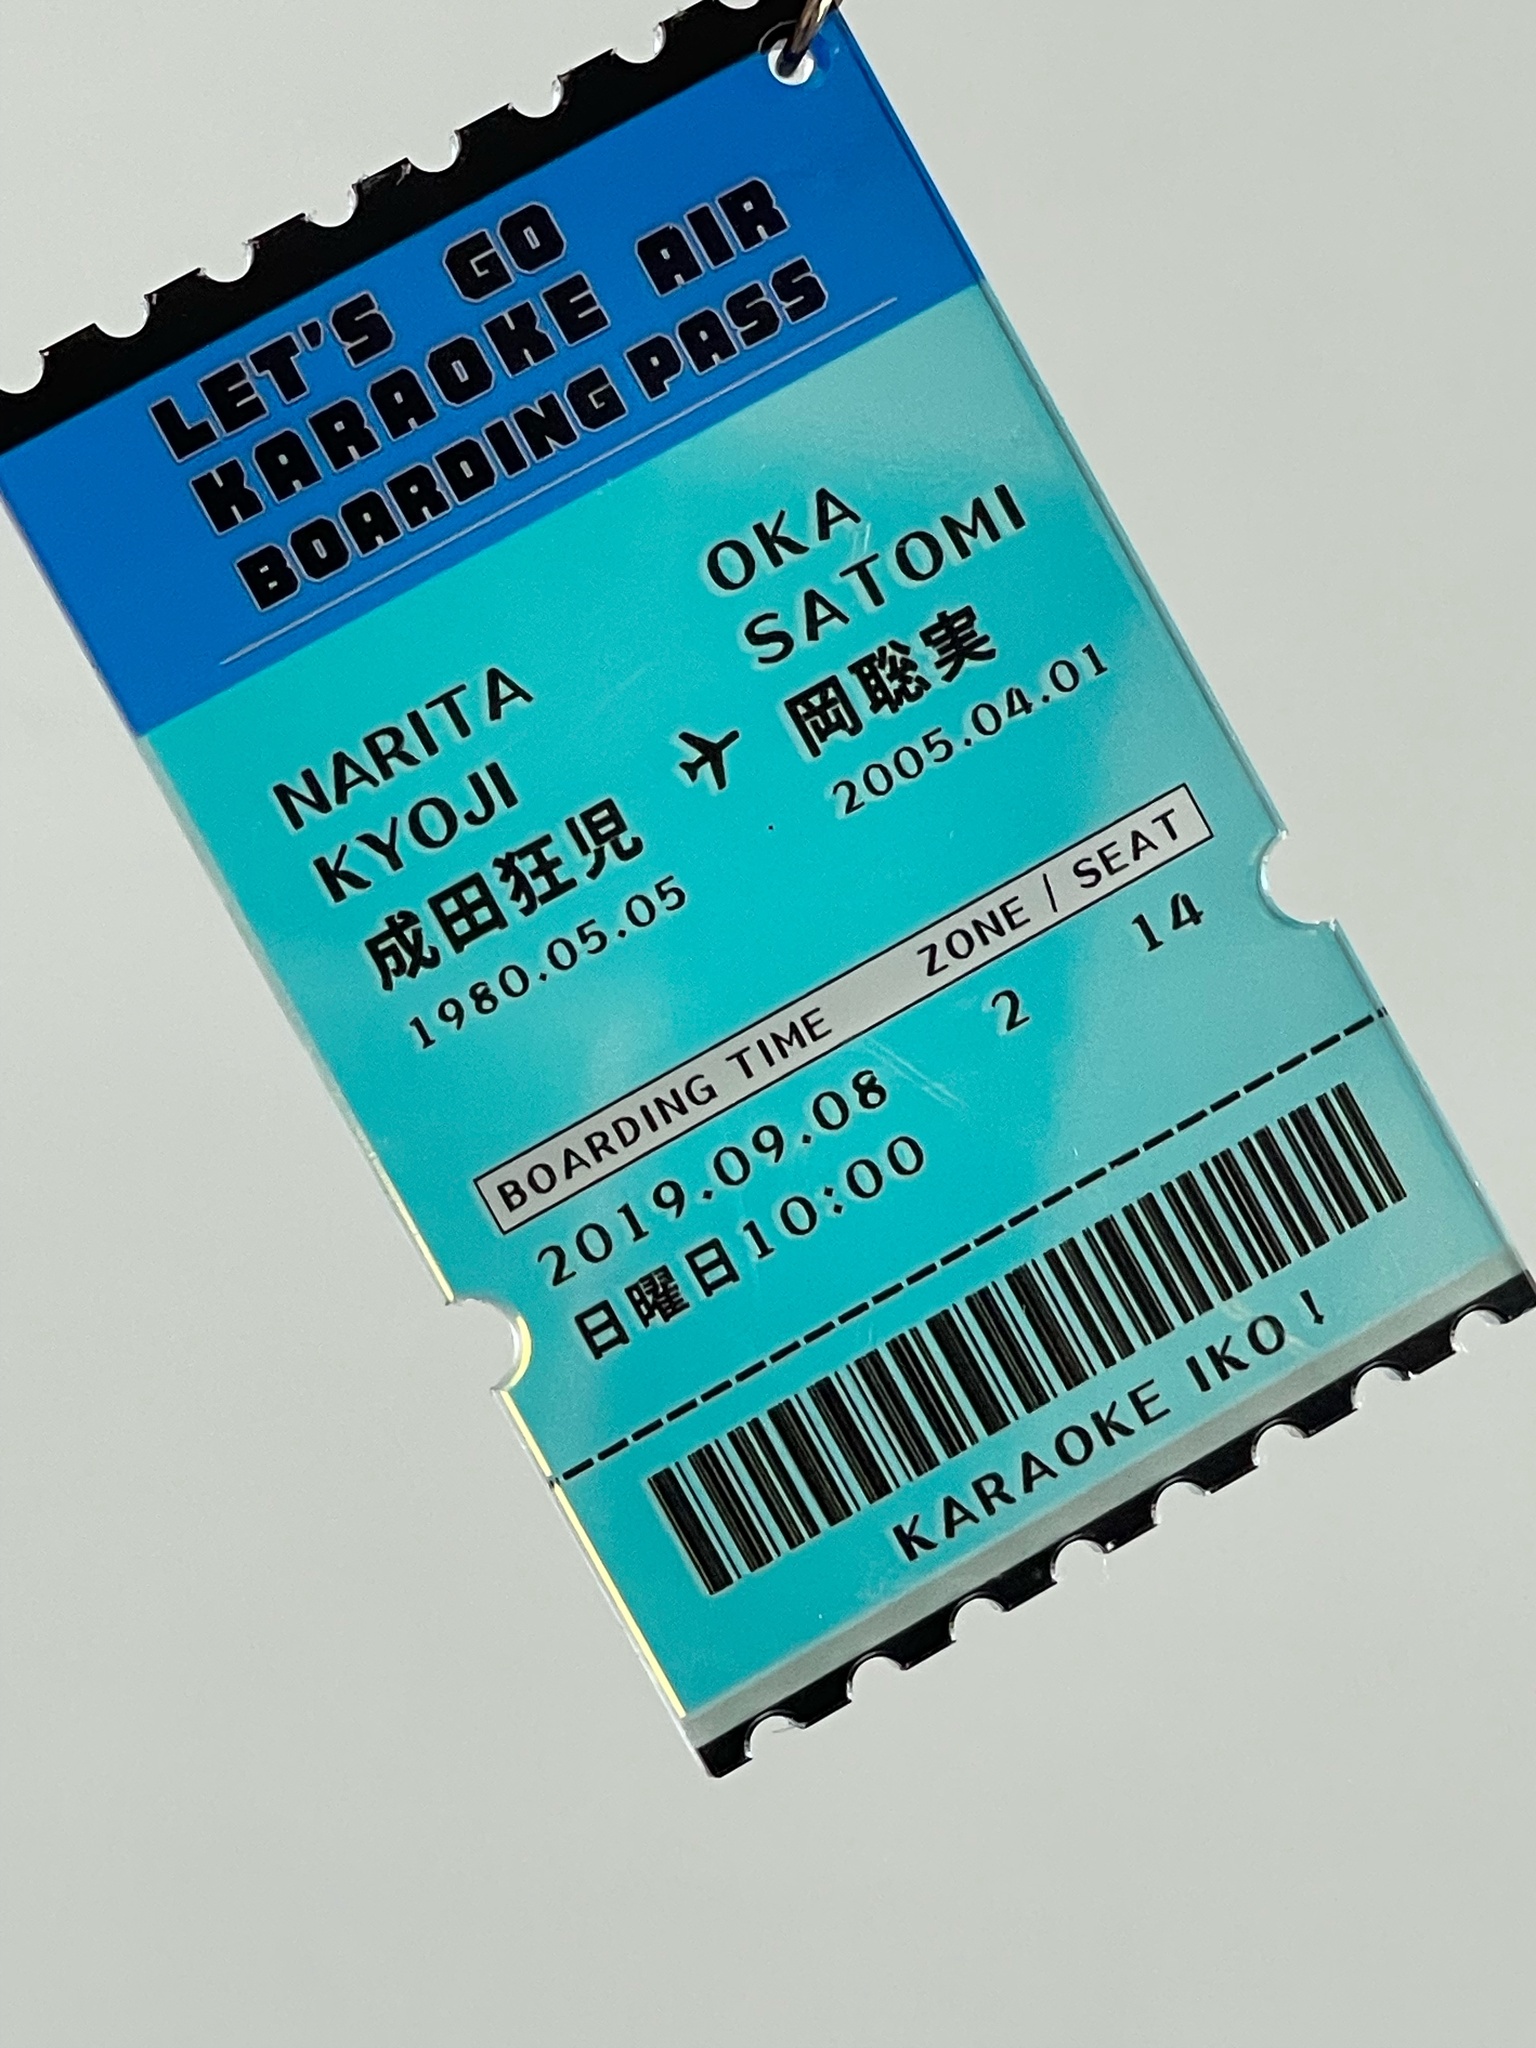 LET'S GO
KARAOKE AIR
BOARDING PASS
NARITA
KYOJI
成田狂児
1980.05.05
OKA
SATOMI
岡聡実
2005.04.01
BOARDING TIME ZONE / SEAT
2019.09.08 2 14
日曜日10:00
KARAOKE IKO!